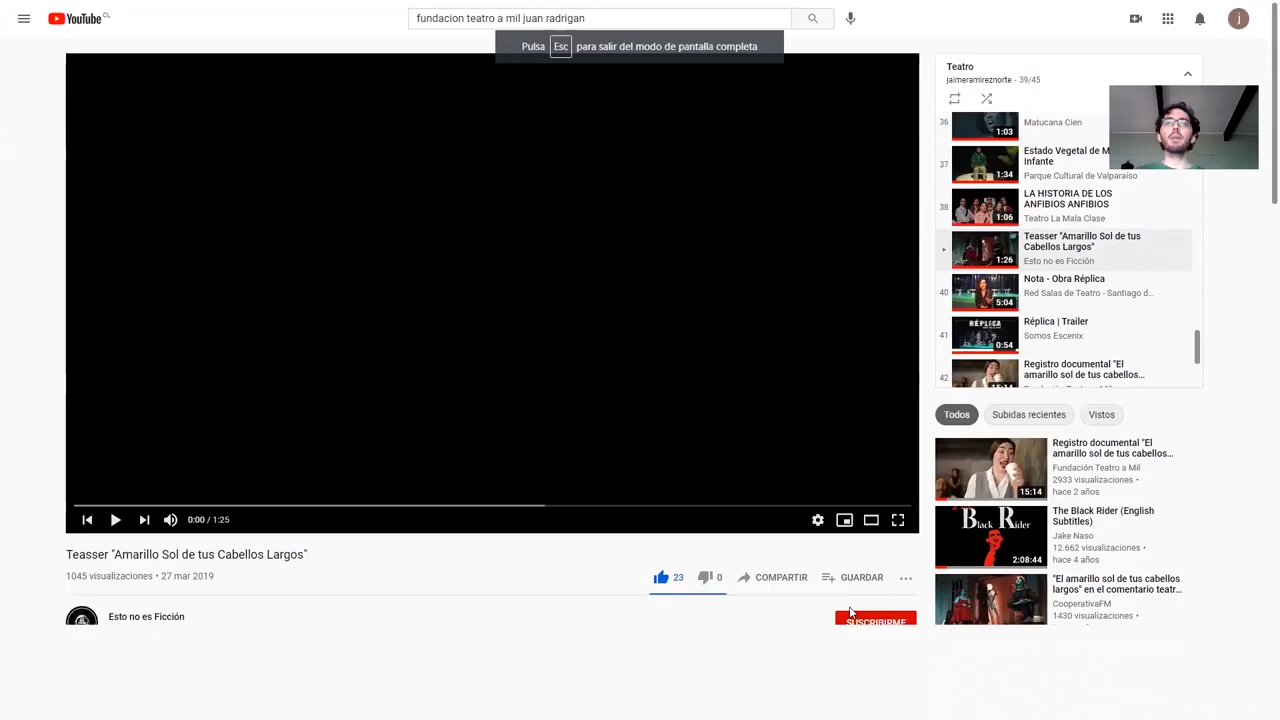 YouTube CL
fundacion teatro a mil juan radrigan
j
Pulsa Esc para salir del modo de pantalla completa
Teatro
jaimeramireznorte - 39/45
36
1:03
Matucana Cien
37
1:34
Estado Vegetal de M
Infante
Parque Cultural de Valparaíso
38
1:06
LA HISTORIA DE LOS
ANFIBIOS ANFIBIOS
Teatro La Mala Clase
1:26
Teasser "Amarillo Sol de tus
Cabellos Largos"
Esto no es Ficción
40
5:04
Nota - Obra Réplica
Red Salas de Teatro - Santiago d...
41
RÉPLICA
0:54
Réplica | Trailer
Somos Escenix
42
Registro documental "El
amarillo sol de tus cabellos...
Todos
Subidas recientes
Vistos
15:14
Registro documental "El
amarillo sol de tus cabellos...
Fundación Teatro a Mil
2933 visualizaciones •
hace 2 años
Black Rider
2:08:44
The Black Rider (English
Subtitles)
Jake Naso
12.662 visualizaciones •
hace 4 años
"El amarillo sol de tus cabellos
largos" en el comentario teatr...
CooperativaFM
1430 visualizaciones •
0:00 / 1:25
Teasser "Amarillo Sol de tus Cabellos Largos"
1045 visualizaciones • 27 mar 2019
23
0
COMPARTIR
GUARDAR
Esto no es Ficción
SUSCRIBIRME